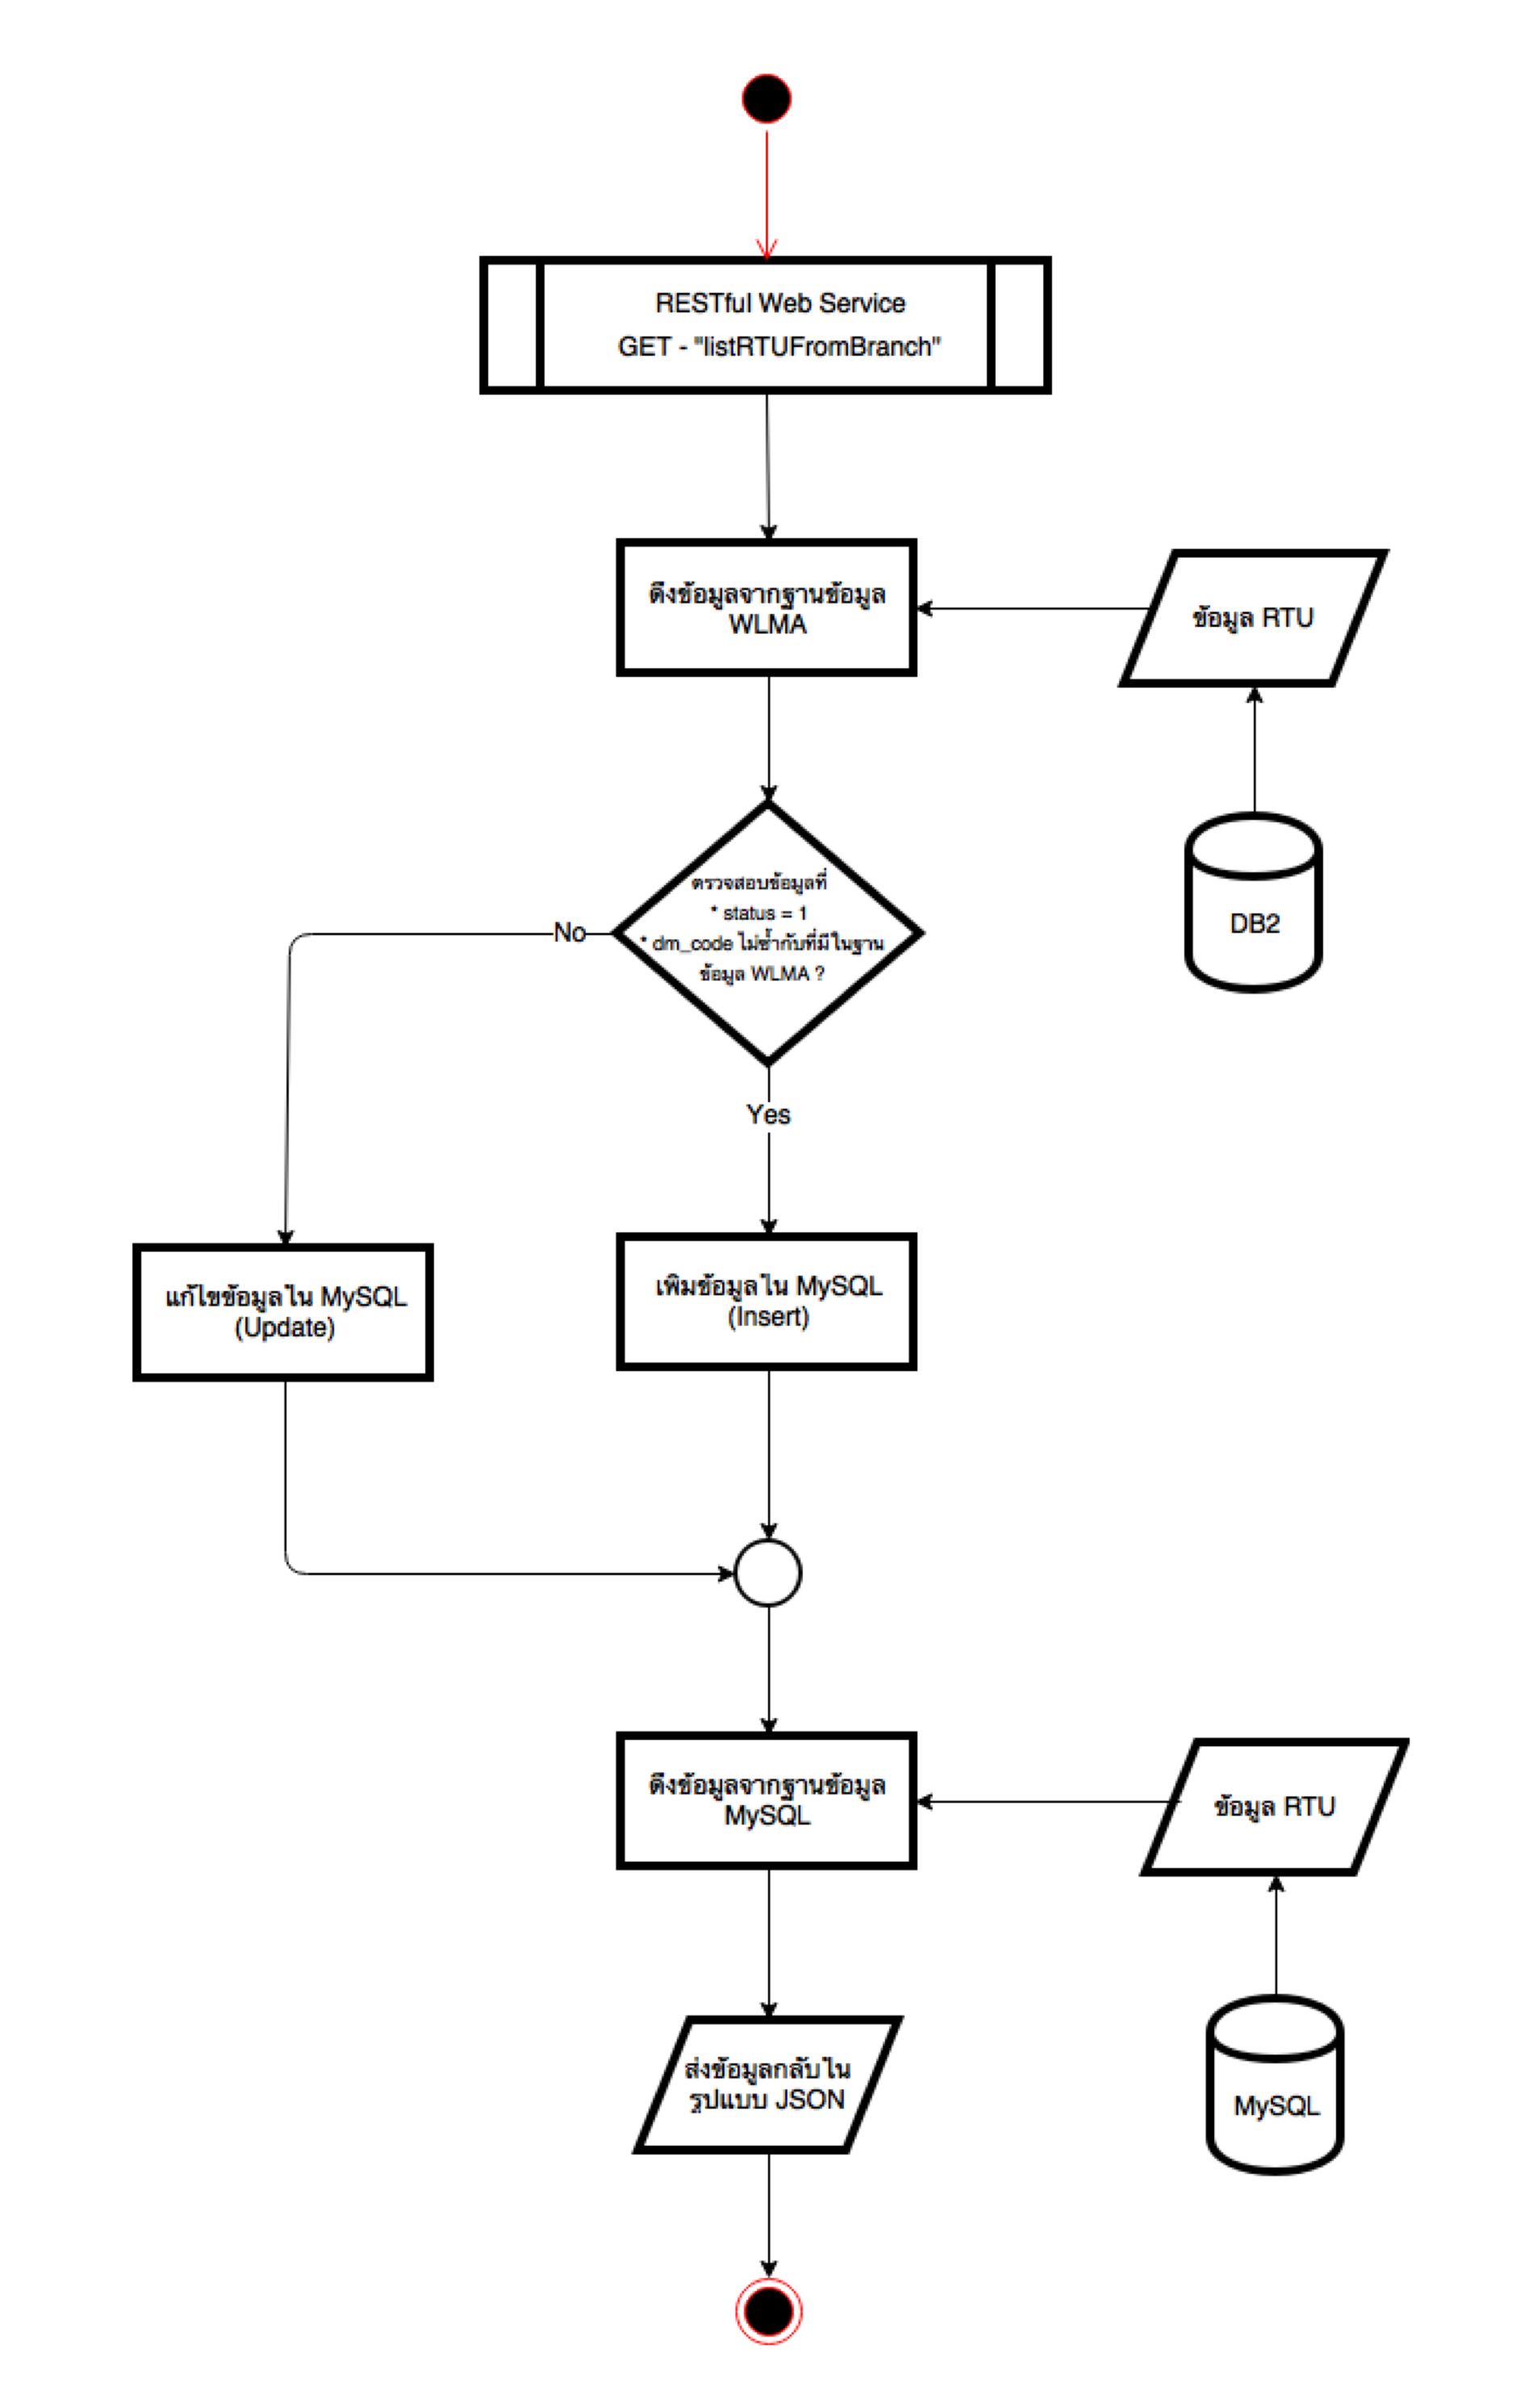 RESTful Web Service
GET - "listRTUFromBranch"
ดึงข้อมูลจากฐานข้อมูล
WLMA
ข้อมูล RTU
DB2
ตรวจสอบข้อมูลที่
* status = 1
* dm_code ไม่ซ้ำกับที่มีในฐาน
ข้อมูล WLMA ?
No
Yes
แก้ไขข้อมูลใน MySQL
(Update)
เพิ่มข้อมูลใน MySQL
(Insert)
ดึงข้อมูลจากฐานข้อมูล
MySQL
ข้อมูล RTU
MySQL
ส่งข้อมูลกลับใน
รูปแบบ JSON